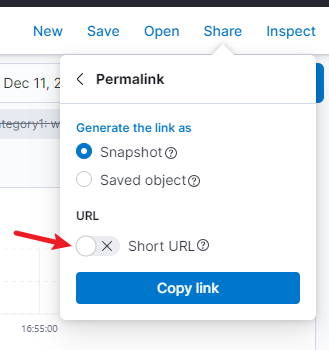 New Save Open Share Inspect
Dec 11, 2
Permalink
ategory1: w
Generate the link as
Snapshot
Saved object
URL
Short URL
Copy link
16:55:00